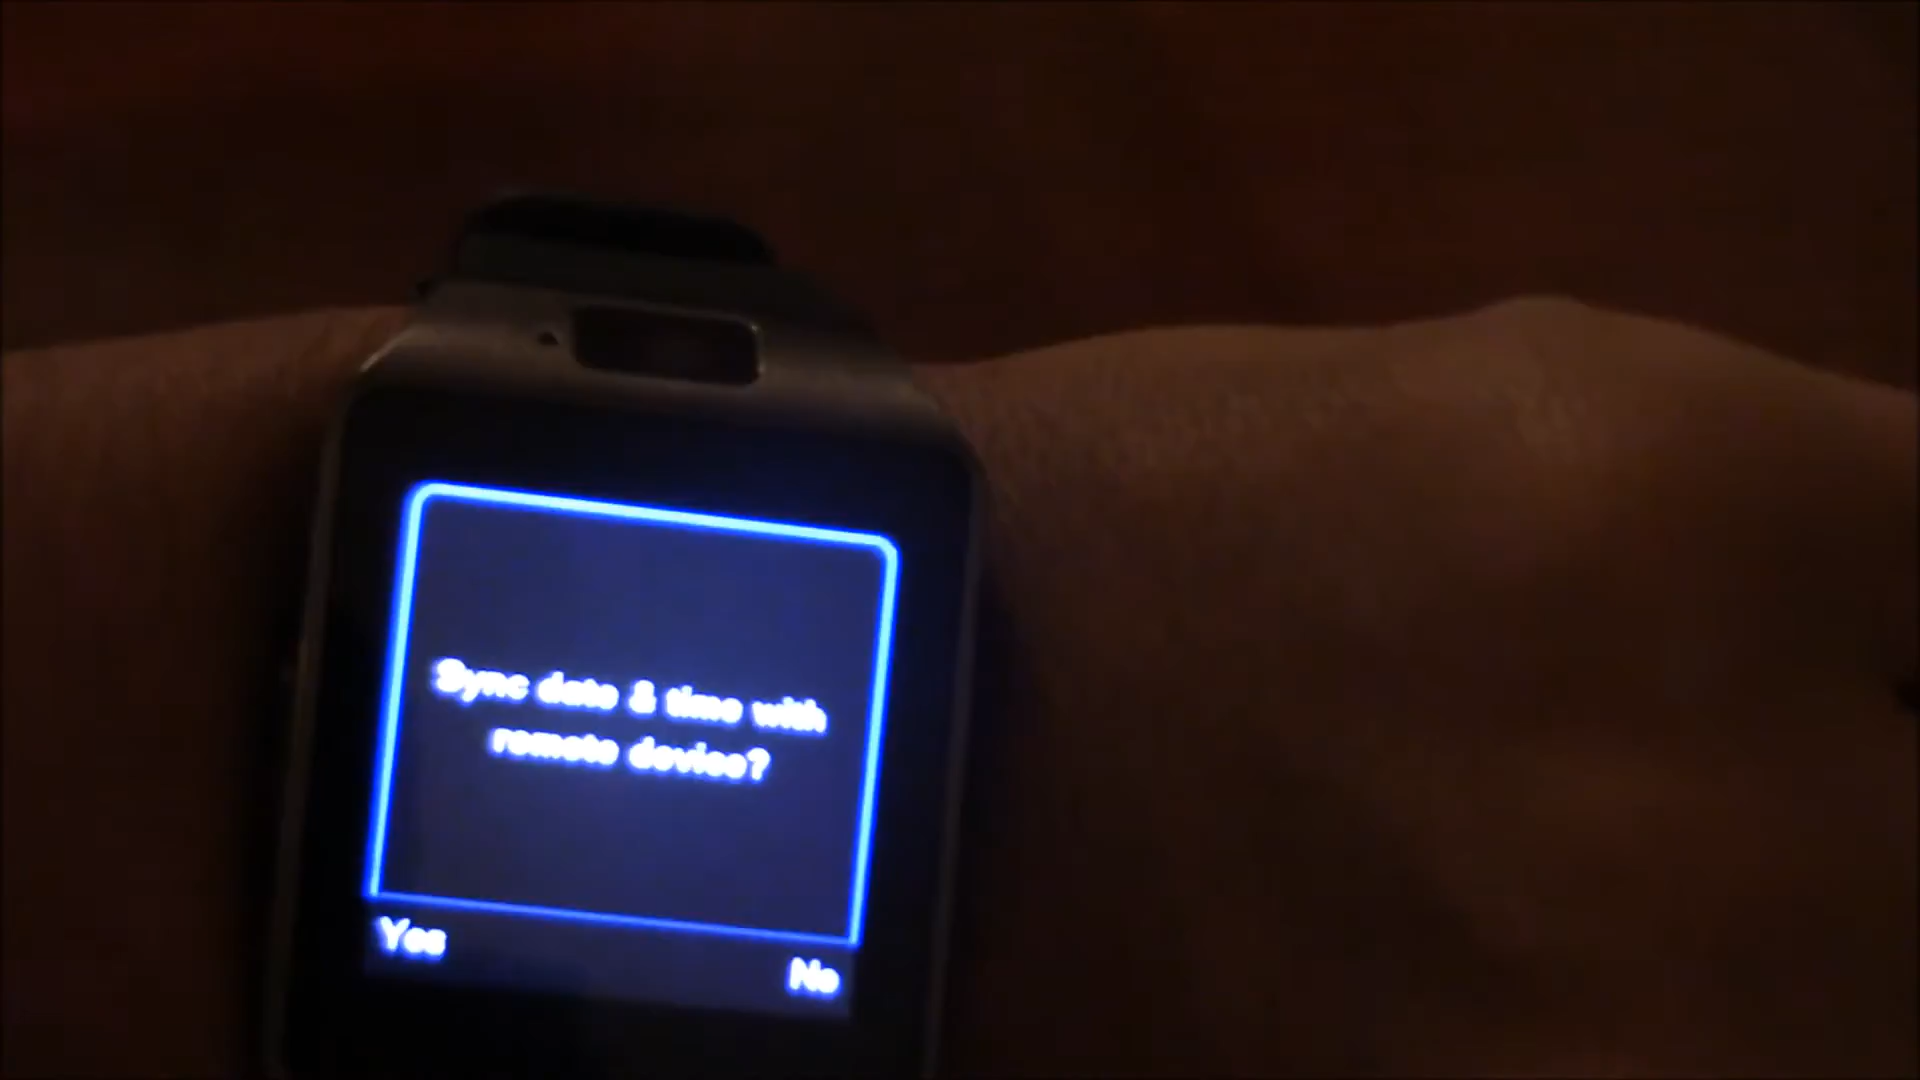 Sync date & time with
remote device?
Yes
No